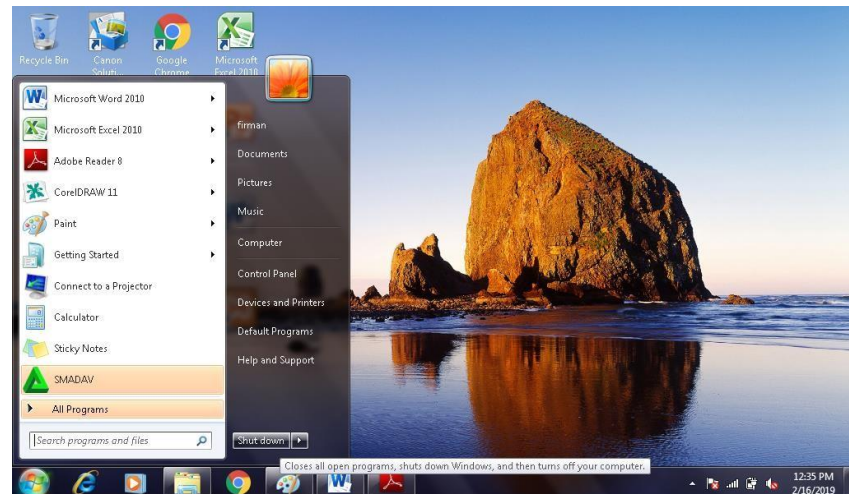 Recycle Bin
Canon
Soluti...
Google
Chrome
Microsoft
Excel 2010
Microsoft Word 2010
Microsoft Excel 2010
Adobe Reader 8
CorelDRAW 11
Paint
Getting Started
Connect to a Projector
Calculator
Sticky Notes
SMADAV
All Programs
Search programs and files
firman
Documents
Pictures
Music
Computer
Control Panel
Devices and Printers
Default Programs
Help and Support
Shut down
Closes all open programs, shuts down Windows, and then turns off your computer.
12:35 PM
2/16/2019